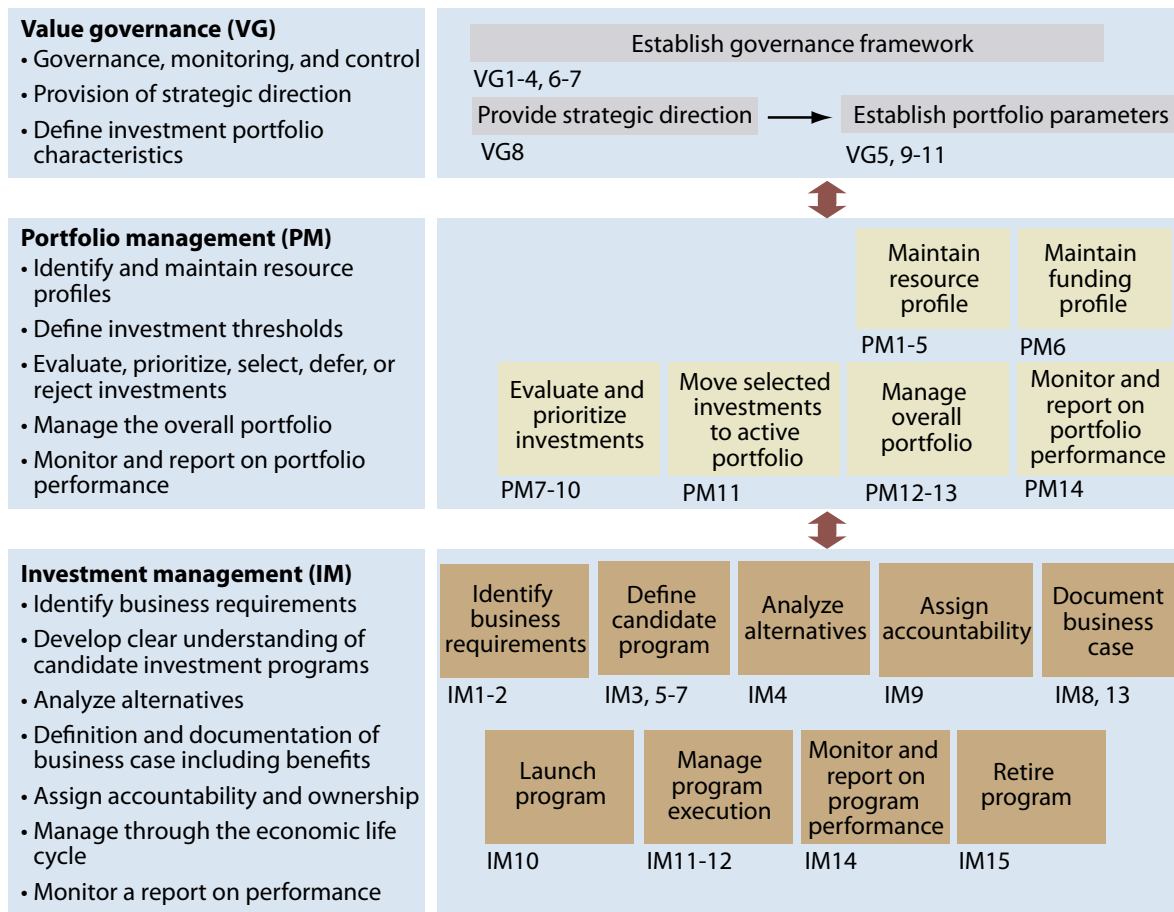 Value governance (VG)
• Governance, monitoring, and control
• Provision of strategic direction
• Define investment portfolio
characteristics
Establish governance framework
VG1-4, 6-7
Provide strategic direction
VG8
Establish portfolio parameters
VG5, 9-11
Portfolio management (PM)
• Identify and maintain resource
profiles
• Define investment thresholds
• Evaluate, prioritize, select, defer, or
reject investments
• Manage the overall portfolio
• Monitor and report on portfolio
performance
Maintain
resource
profile
PM1-5
Maintain
funding
profile
PM6
Evaluate and
prioritize
investments
PM7-10
Move selected
investments
to active
portfolio
PM11
Manage
overall
portfolio
PM12-13
Monitor and
report on
portfolio
performance
PM14
Investment management (IM)
• Identify business requirements
• Develop clear understanding of
candidate investment programs
• Analyze alternatives
• Definition and documentation of
business case including benefits
• Assign accountability and ownership
• Manage through the economic life
cycle
• Monitor a report on performance
Identify
business
requirements
IM1-2
Define
candidate
program
IM3, 5-7
Analyze
alternatives
IM4
Assign
accountability
IM9
Document
business
case
IM8, 13
Launch
program
IM10
Manage
program
execution
IM11-12
Monitor and
report on
program
performance
IM14
Retire
program
IM15